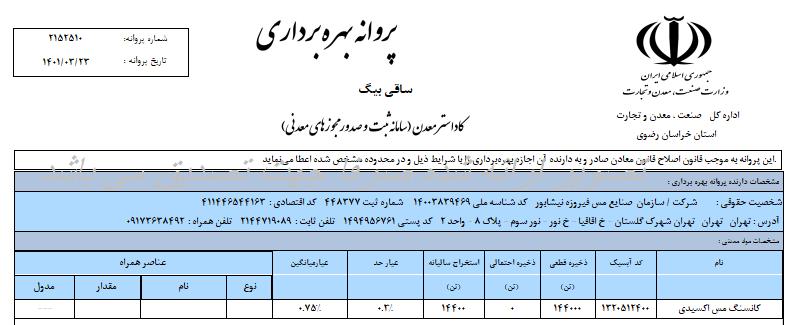 شماره پروانه: ۲۱۵۲۵۱۰
تاریخ پروانه : ۱۴۰۱/۰۳/۲۳
پروانه بهره برداری
ساقی بیگ
کاداستر معدن (سامانه ثبت و صدور مجوزهای معدنی)
جمهوری اسلامی ایران
وزارت صنعت، معدن و تجارت
اداره کل صنعت ، معدن و تجارت
استان خراسان رضوی
این پروانه به موجب قانون اصلاح قانون معادن صادر و به دارنده آن اجازه بهره‌برداری را با شرایط ذیل و در محدوده مشخص شده اعطا می نماید.
مشخصات دارنده پروانه بهره برداری :
شخصیت حقوقی : شرکت / سازمان صنایع مس فیروزه نیشابور کد شناسه ملی ۱۴۰۰۳۸۳۹۴۶۹ شماره ثبت ۴۴۸۳۷۷ کد اقتصادی : ۴۱۱۴۴۶۵۴۴۱۶۳
آدرس : تهران تهران تهران شهرک گلستان - خ اقاقیا - خ نور - نور سوم - پلاک ۸ - واحد ۲ کد پستی ۱۴۹۴۹۵۶۷۶۱ تلفن ثابت : ۲۱۴۴۷۱۹۰۸۹ تلفن همراه : ۰۹۱۷۳۶۳۸۴۹۲
مشخصات مواد معدنی :
نام کد آیسیک ذخیره قطعی (تن) ذخیره احتمالی (تن) استخراج سالیانه (تن) عیار حد عیارمیانگین عناصر همراه
نوع نام مقدار مدول
کانسنگ مس اکسیدی ۱۳۲۰۵۱۲۴۰۰ ۱۴۴۰۰۰ ۰ ۱۴۴۰۰ ۰.۳٪ ۰.۷۵٪ ----